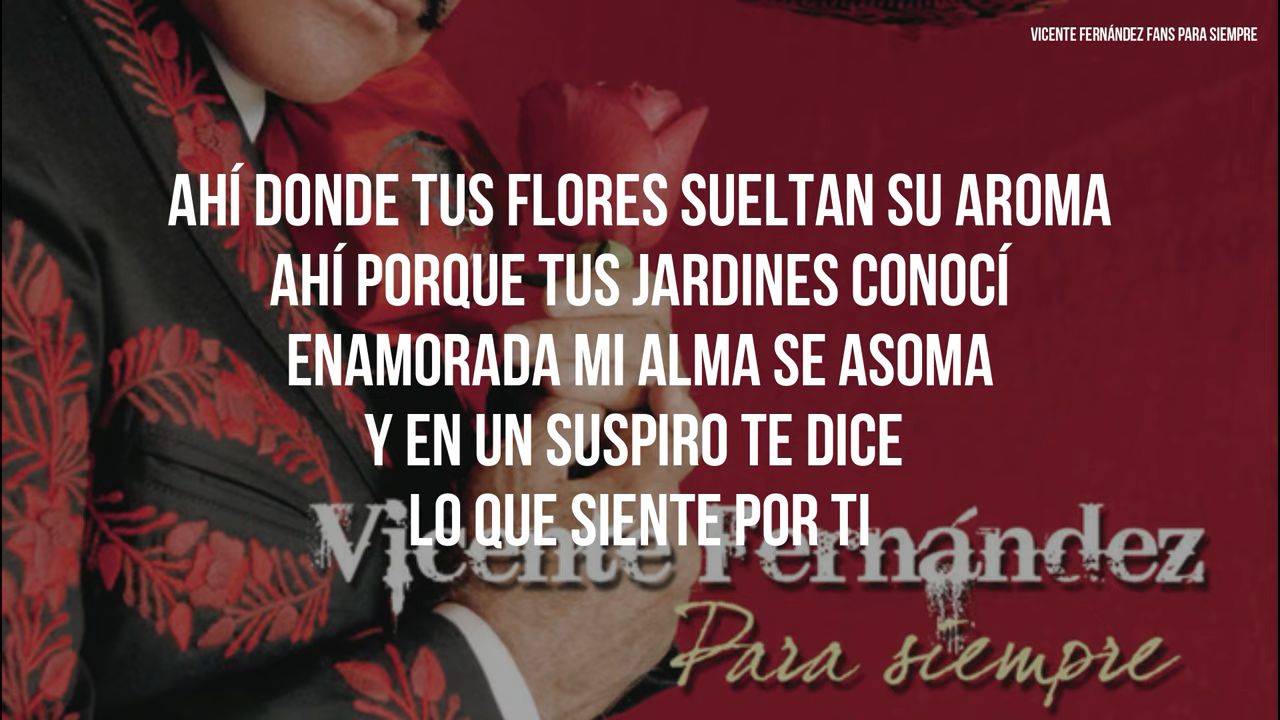 VICENTE FERNÁNDEZ FANS PARA SIEMPRE
AHÍ DONDE TUS FLORES SUELTAN SU AROMA
AHÍ PORQUE TUS JARDINES CONOCÍ
ENAMORADA MI ALMA SE ASOMA
Y EN UN SUSPIRO TE DICE
LO QUE SIENTE POR TI
Vicente Fernández
Para siempre